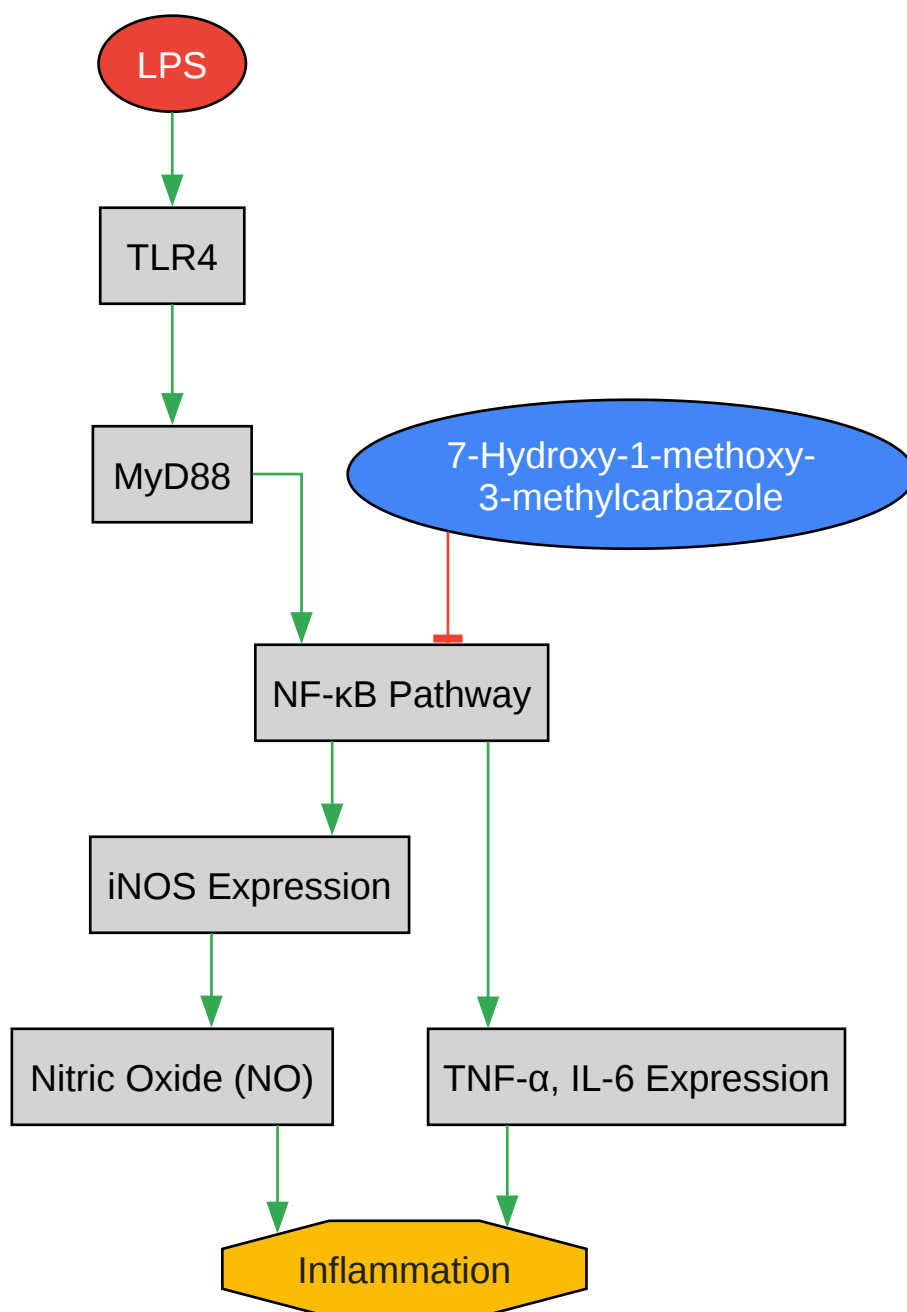 LPS
TLR4
MyD88
7-Hydroxy-1-methoxy-
3-methylcarbazole
NF-κB Pathway
iNOS Expression
Nitric Oxide (NO)
TNF-α, IL-6 Expression
Inflammation